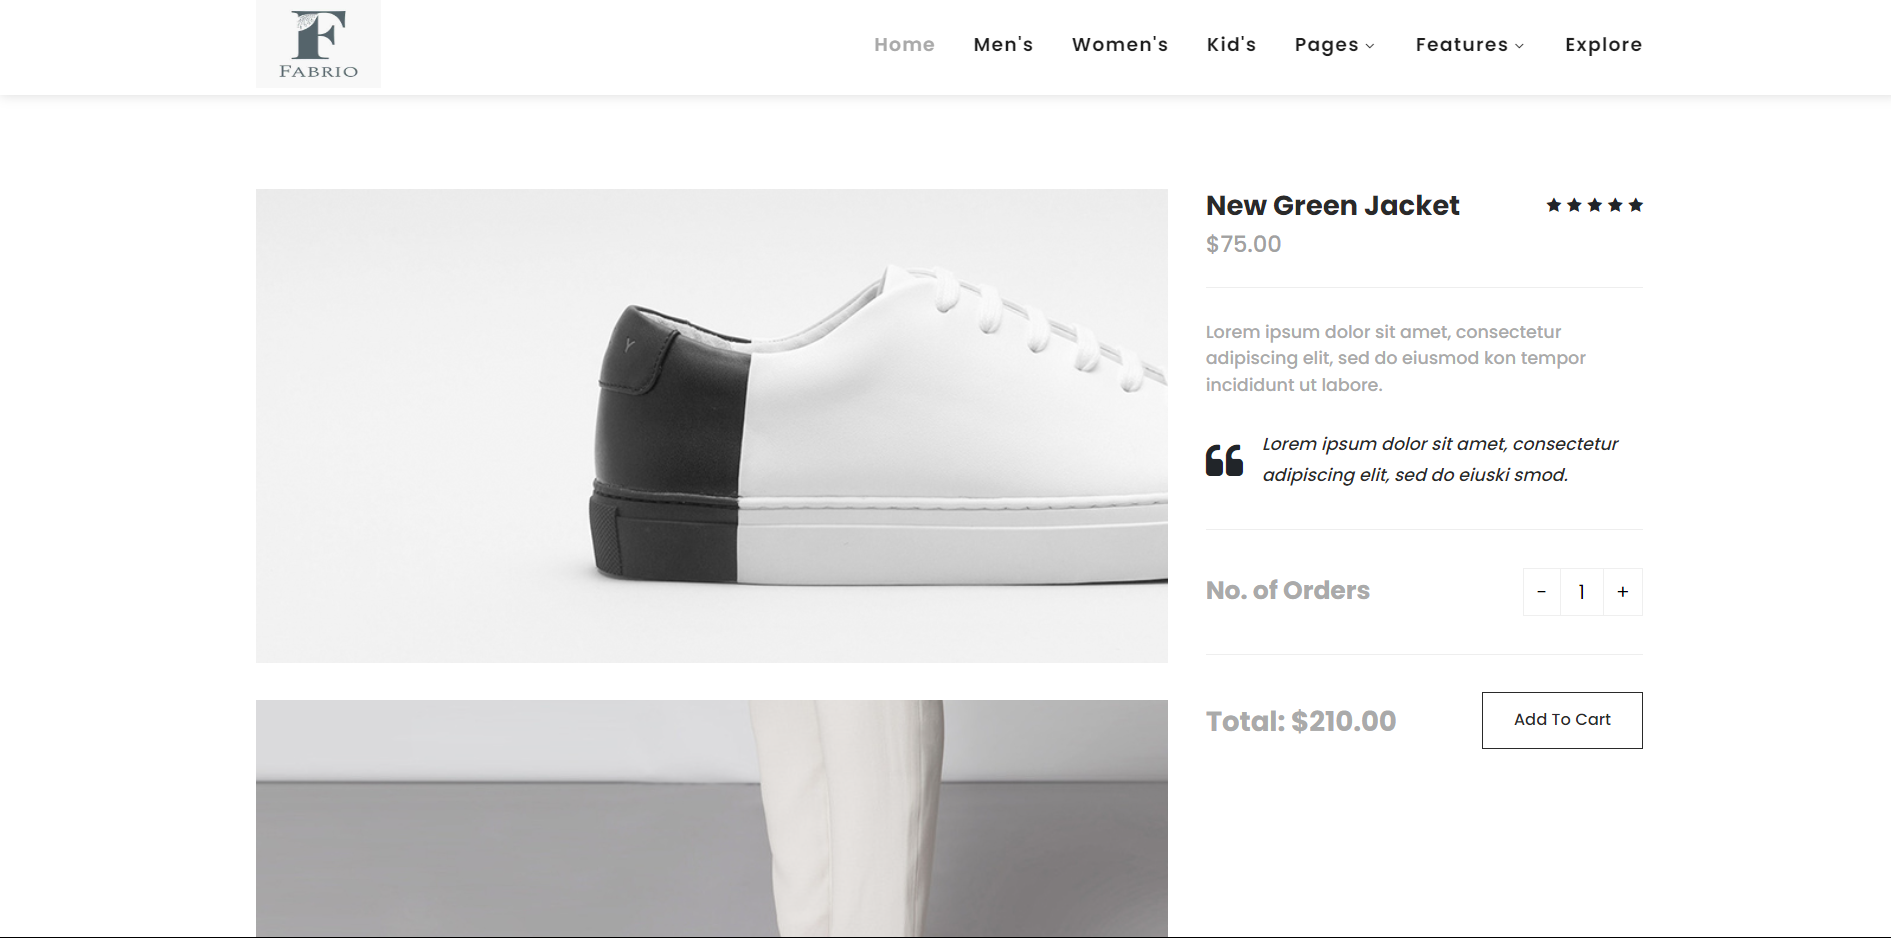 F
FABRIO
Home Men's Women's Kid's Pages Features Explore
New Green Jacket
$75.00
Lorem ipsum dolor sit amet, consectetur
adipiscing elit, sed do eiusmod kon tempor
incididunt ut labore.
Lorem ipsum dolor sit amet, consectetur
adipiscing elit, sed do eiuski smod.
No. of Orders - 1 +
Total: $210.00 Add To Cart
Y